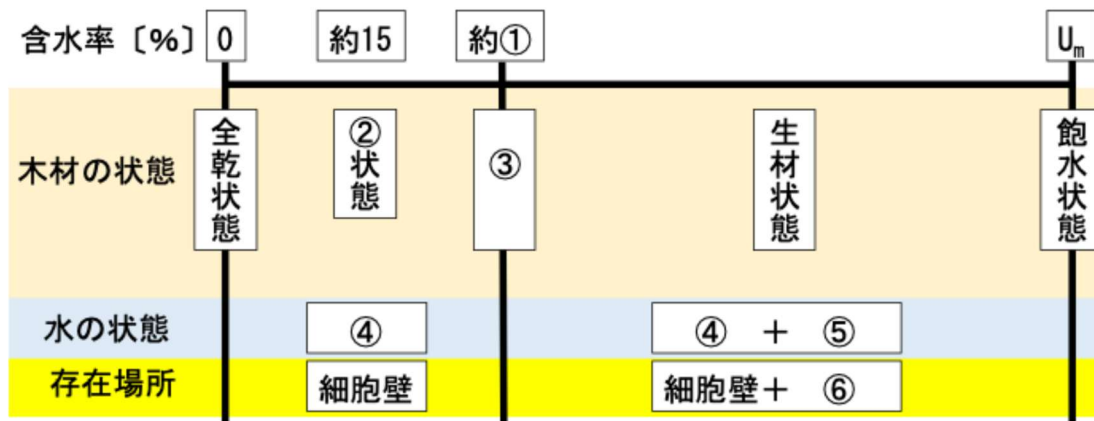 含水率〔%〕 0 約15 約① Um
木材の状態 全乾状態 ②状態 ③ 生材状態 飽水状態
水の状態 ④ ④ + ⑤
存在場所 細胞壁 細胞壁+ ⑥